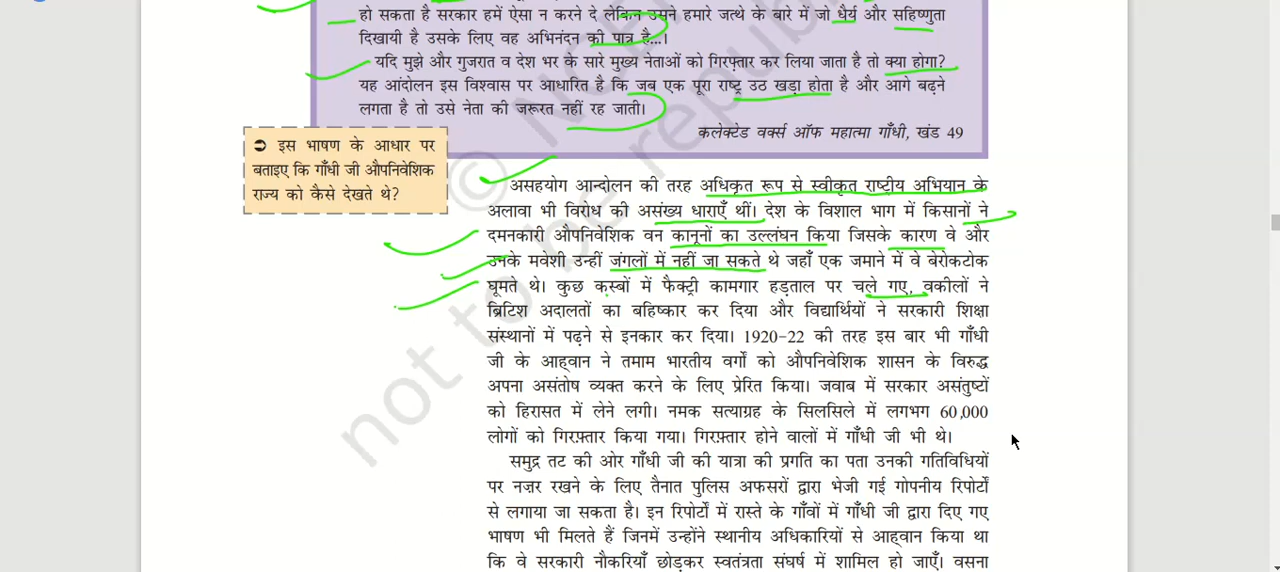 हो सकता है सरकार हमें ऐसा न करने दे लेकिन उसने हमारे जत्थे के बारे में जो धैर्य और सहिष्णुता
दिखायी है उसके लिए वह अभिनंदन की पात्र है...।
यदि मुझे और गुजरात व देश भर के सारे मुख्य नेताओं को गिरफ़्तार कर लिया जाता है तो क्या होगा?
यह आंदोलन इस विश्वास पर आधारित है कि जब एक पूरा राष्ट्र उठ खड़ा होता है और आगे बढ़ने
लगता है तो उसे नेता की जरूरत नहीं रह जाती।
कलेक्टेड वर्क्स ऑफ महात्मा गाँधी, खंड 49
➲ इस भाषण के आधार पर
बताइए कि गाँधी जी औपनिवेशिक
राज्य को कैसे देखते थे?
असहयोग आन्दोलन की तरह अधिकृत रूप से स्वीकृत राष्ट्रीय अभियान के
अलावा भी विरोध की असंख्य धाराएँ थीं। देश के विशाल भाग में किसानों ने
दमनकारी औपनिवेशिक वन कानूनों का उल्लंघन किया जिसके कारण वे और
उनके मवेशी उन्हीं जंगलों में नहीं जा सकते थे जहाँ एक जमाने में वे बेरोकटोक
घूमते थे। कुछ कस्बों में फैक्ट्री कामगार हड़ताल पर चले गए, वकीलों ने
ब्रिटिश अदालतों का बहिष्कार कर दिया और विद्यार्थियों ने सरकारी शिक्षा
संस्थानों में पढ़ने से इनकार कर दिया। 1920-22 की तरह इस बार भी गाँधी
जी के आह्वान ने तमाम भारतीय वर्गों को औपनिवेशिक शासन के विरुद्ध
अपना असंतोष व्यक्त करने के लिए प्रेरित किया। जवाब में सरकार असंतुष्टों
को हिरासत में लेने लगी। नमक सत्याग्रह के सिलसिले में लगभग 60,000
लोगों को गिरफ़्तार किया गया। गिरफ़्तार होने वालों में गाँधी जी भी थे।
समुद्र तट की ओर गाँधी जी की यात्रा की प्रगति का पता उनकी गतिविधियों
पर नज़र रखने के लिए तैनात पुलिस अफसरों द्वारा भेजी गई गोपनीय रिपोर्टों
से लगाया जा सकता है। इन रिपोर्टों में रास्ते के गाँवों में गाँधी जी द्वारा दिए गए
भाषण भी मिलते हैं जिनमें उन्होंने स्थानीय अधिकारियों से आह्वान किया था
कि वे सरकारी नौकरियाँ छोड़कर स्वतंत्रता संघर्ष में शामिल हो जाएँ। वसना
© NCERT
not to be republished